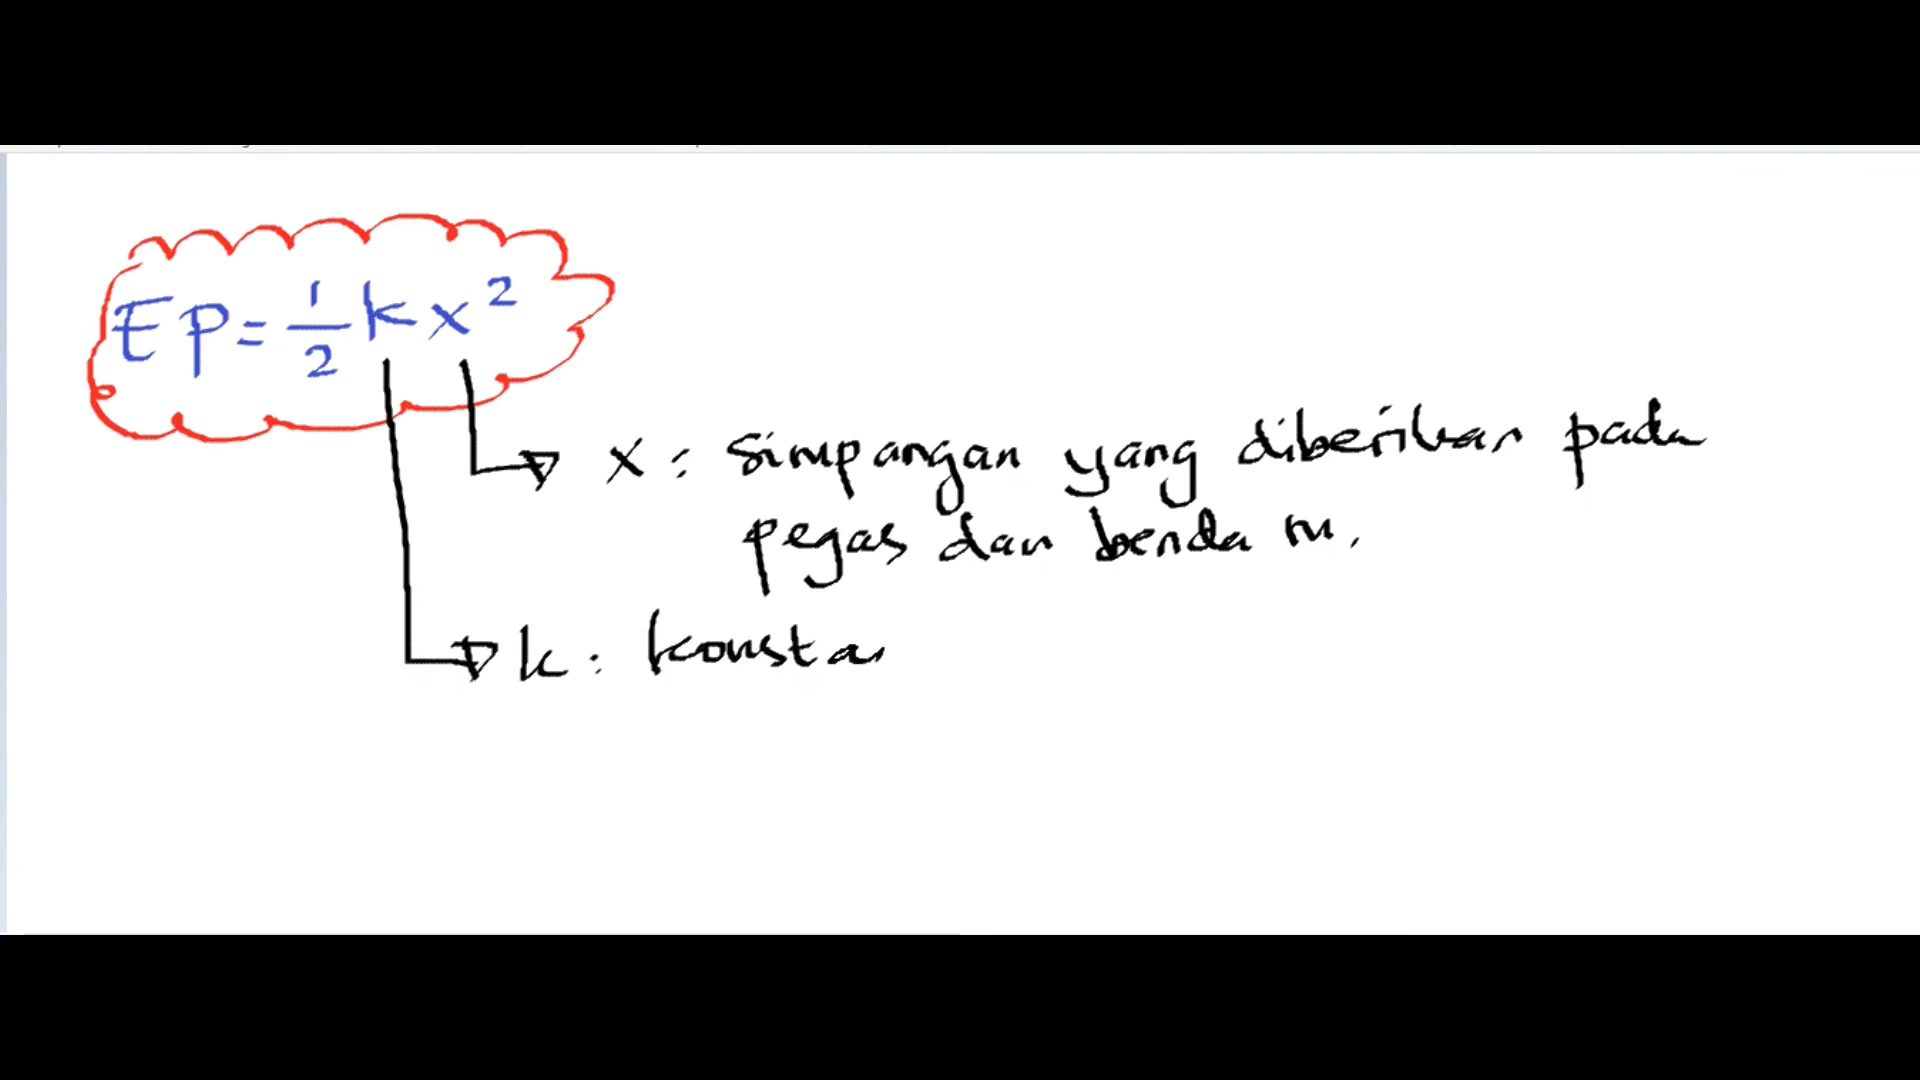 Ep = 1/2 k x²
x : simpangan yang diberikan pada
pegas dan benda m.
k : konstan